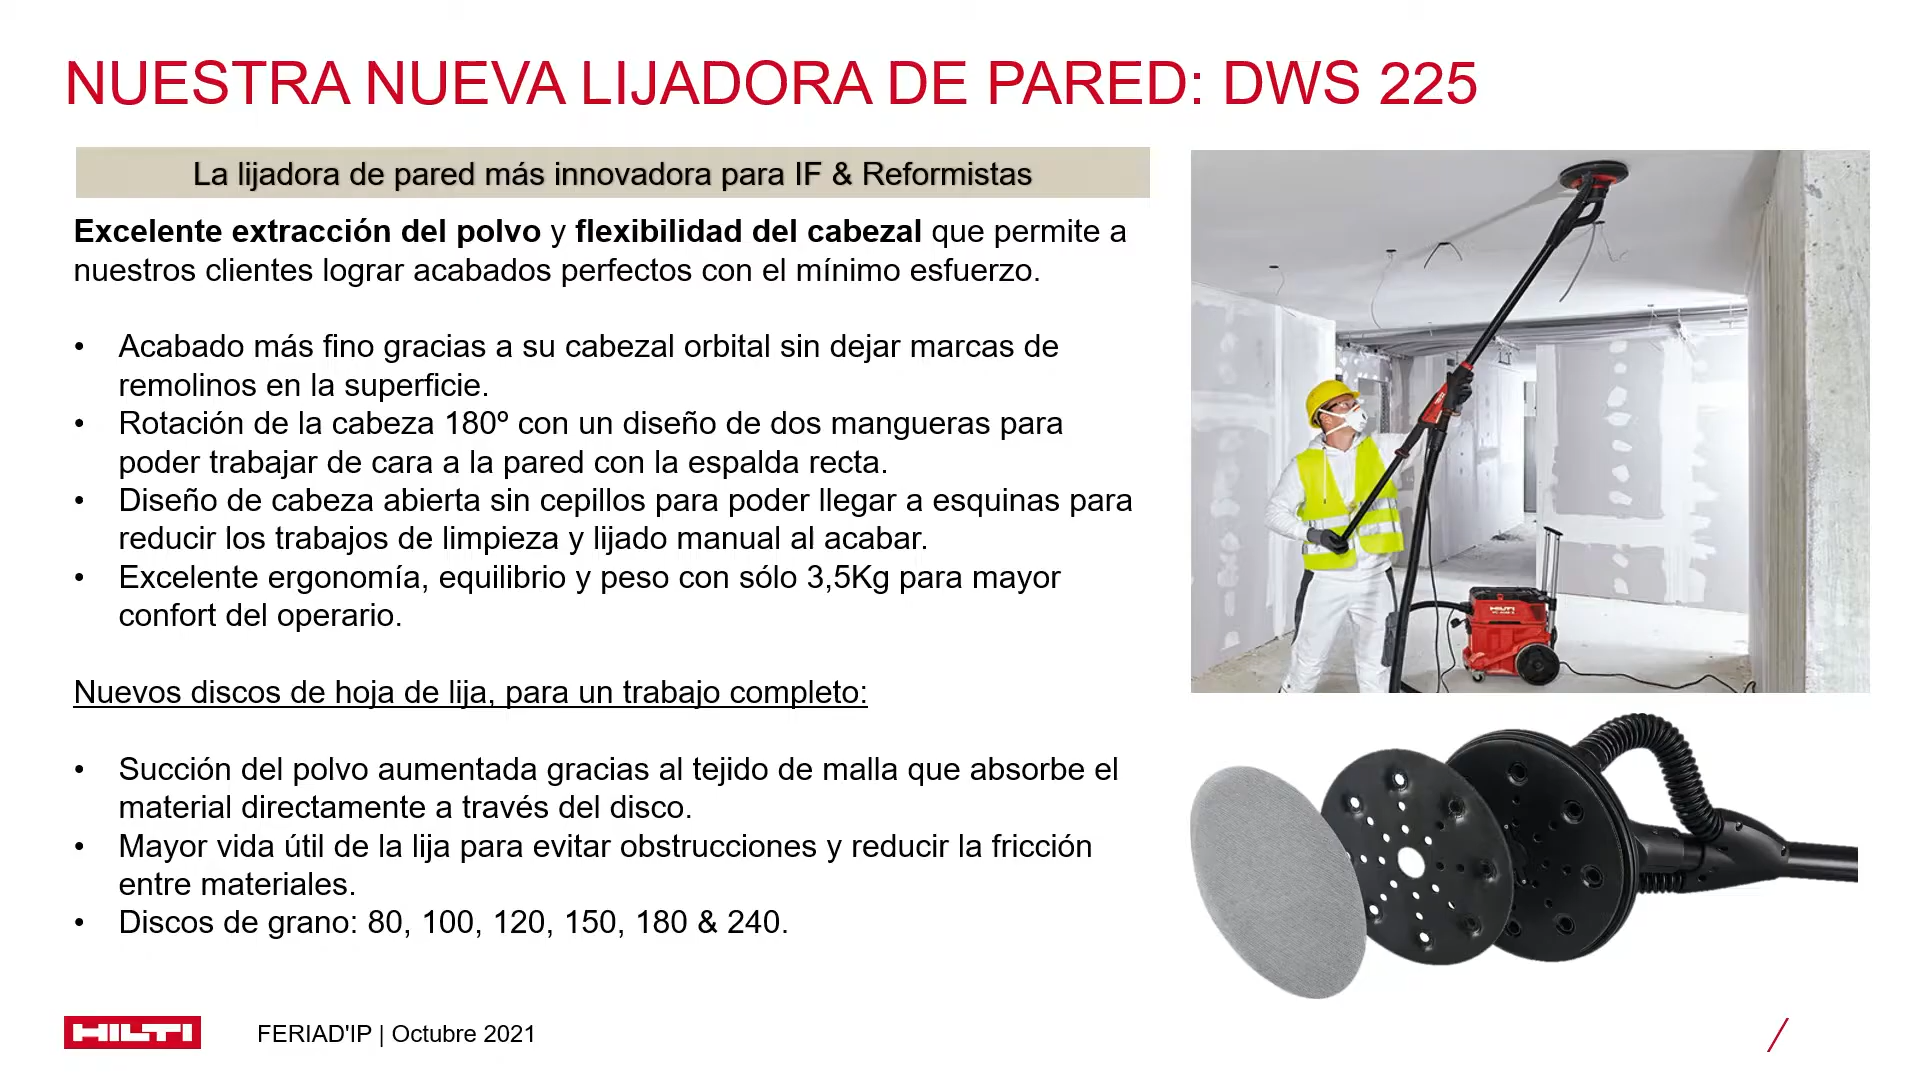 NUESTRA NUEVA LIJADORA DE PARED: DWS 225
La lijadora de pared más innovadora para IF & Reformistas
Excelente extracción del polvo y flexibilidad del cabezal que permite a
nuestros clientes lograr acabados perfectos con el mínimo esfuerzo.
• Acabado más fino gracias a su cabezal orbital sin dejar marcas de
remolinos en la superficie.
• Rotación de la cabeza 180º con un diseño de dos mangueras para
poder trabajar de cara a la pared con la espalda recta.
• Diseño de cabeza abierta sin cepillos para poder llegar a esquinas para
reducir los trabajos de limpieza y lijado manual al acabar.
• Excelente ergonomía, equilibrio y peso con sólo 3,5Kg para mayor
confort del operario.
Nuevos discos de hoja de lija, para un trabajo completo:
• Succión del polvo aumentada gracias al tejido de malla que absorbe el
material directamente a través del disco.
• Mayor vida útil de la lija para evitar obstrucciones y reducir la fricción
entre materiales.
• Discos de grano: 80, 100, 120, 150, 180 & 240.
HILTI
HILTI
FERIAD'IP | Octubre 2021